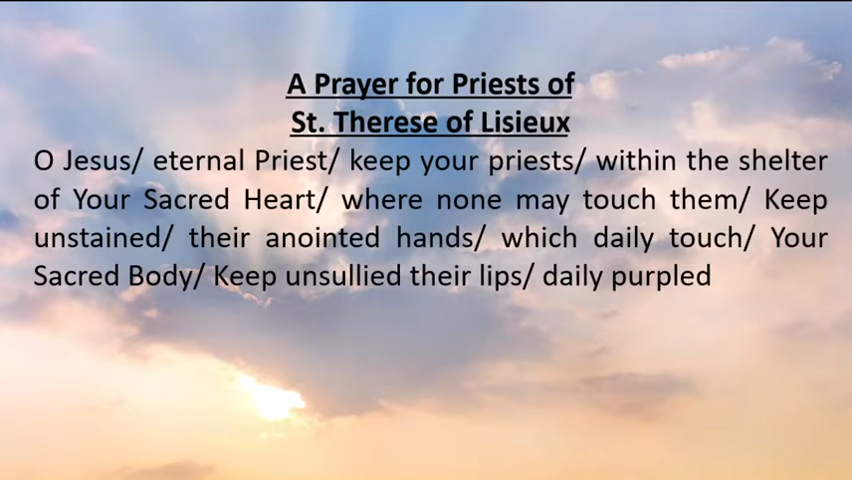 A Prayer for Priests of
St. Therese of Lisieux
O Jesus/ eternal Priest/ keep your priests/ within the shelter
of Your Sacred Heart/ where none may touch them/ Keep
unstained/ their anointed hands/ which daily touch/ Your
Sacred Body/ Keep unsullied their lips/ daily purpled